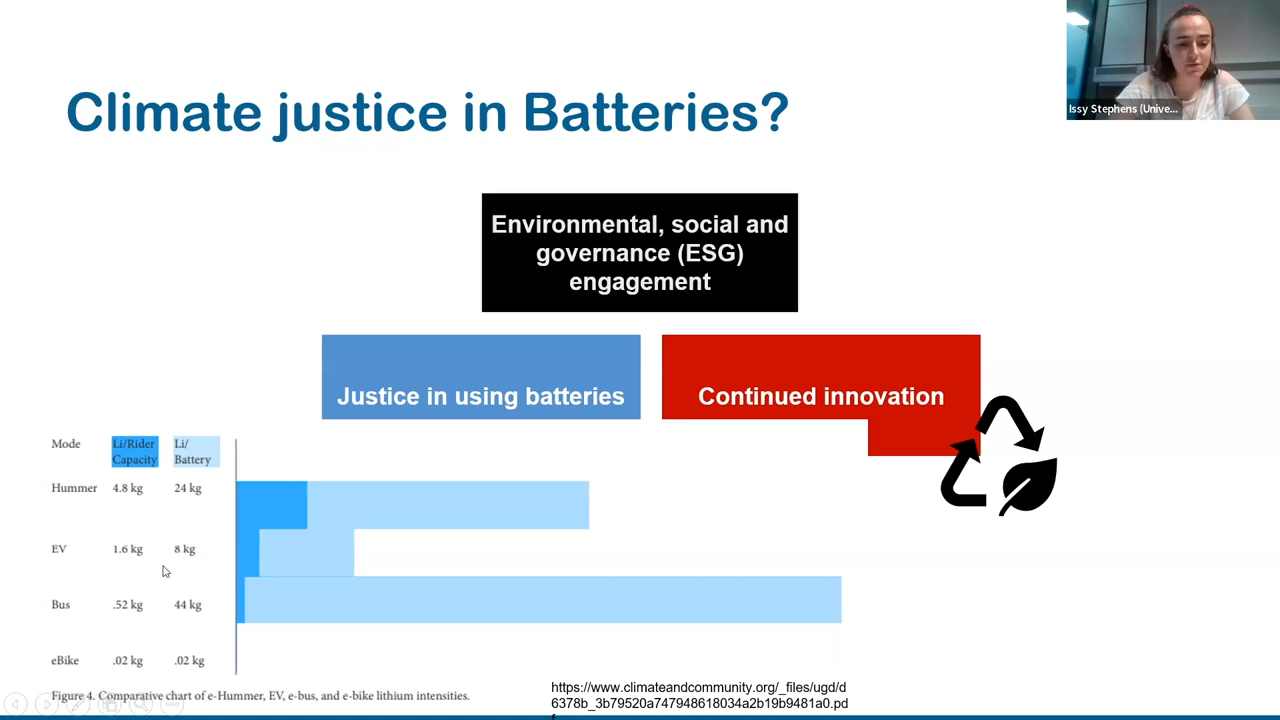 Issy Stephens (Unive...
Climate justice in Batteries?
Environmental, social and
governance (ESG)
engagement
Justice in using batteries
Continued innovation
Mode
Li/Rider
Capacity
Li/
Battery
Hummer 4.8 kg 24 kg
EV 1.6 kg 8 kg
Bus .52 kg 44 kg
eBike .02 kg .02 kg
Figure 4. Comparative chart of e-Hummer, EV, e-bus, and e-bike lithium intensities.
https://www.climateandcommunity.org/_files/ugd/d
6378b_3b79520a747948618034a2b19b9481a0.pd